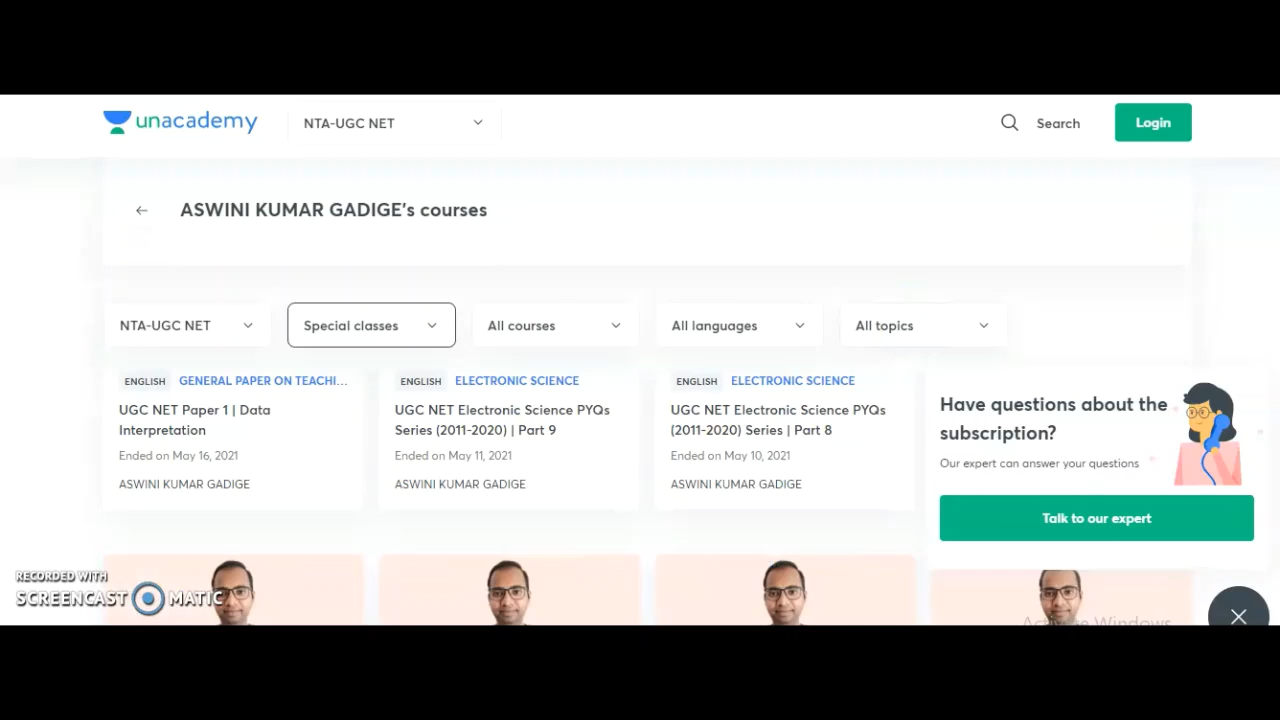 unacademy
NTA-UGC NET
Search
Login
ASWINI KUMAR GADIGE's courses
NTA-UGC NET
Special classes
All courses
All languages
All topics
ENGLISH GENERAL PAPER ON TEACHI...
UGC NET Paper 1 | Data
Interpretation
Ended on May 16, 2021
ASWINI KUMAR GADIGE
ENGLISH ELECTRONIC SCIENCE
UGC NET Electronic Science PYQs
Series (2011-2020) | Part 9
Ended on May 11, 2021
ASWINI KUMAR GADIGE
ENGLISH ELECTRONIC SCIENCE
UGC NET Electronic Science PYQs
(2011-2020) Series | Part 8
Ended on May 10, 2021
ASWINI KUMAR GADIGE
Have questions about the
subscription?
Our expert can answer your questions
Talk to our expert
RECORDED WITH
SCREENCAST MATIC
Activate Windows